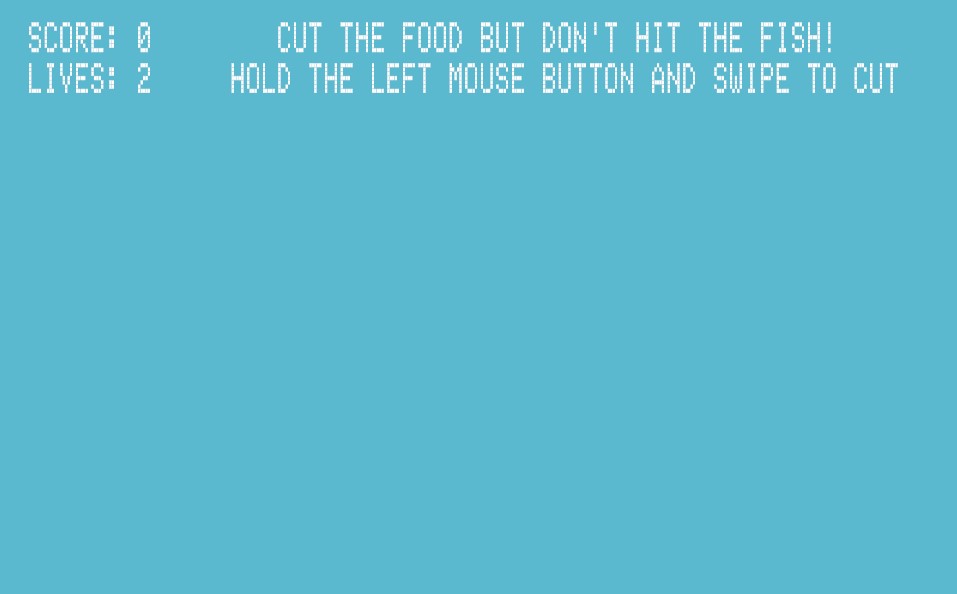 SCORE: 0 CUT THE FOOD BUT DON'T HIT THE FISH!
LIVES: 2 HOLD THE LEFT MOUSE BUTTON AND SWIPE TO CUT